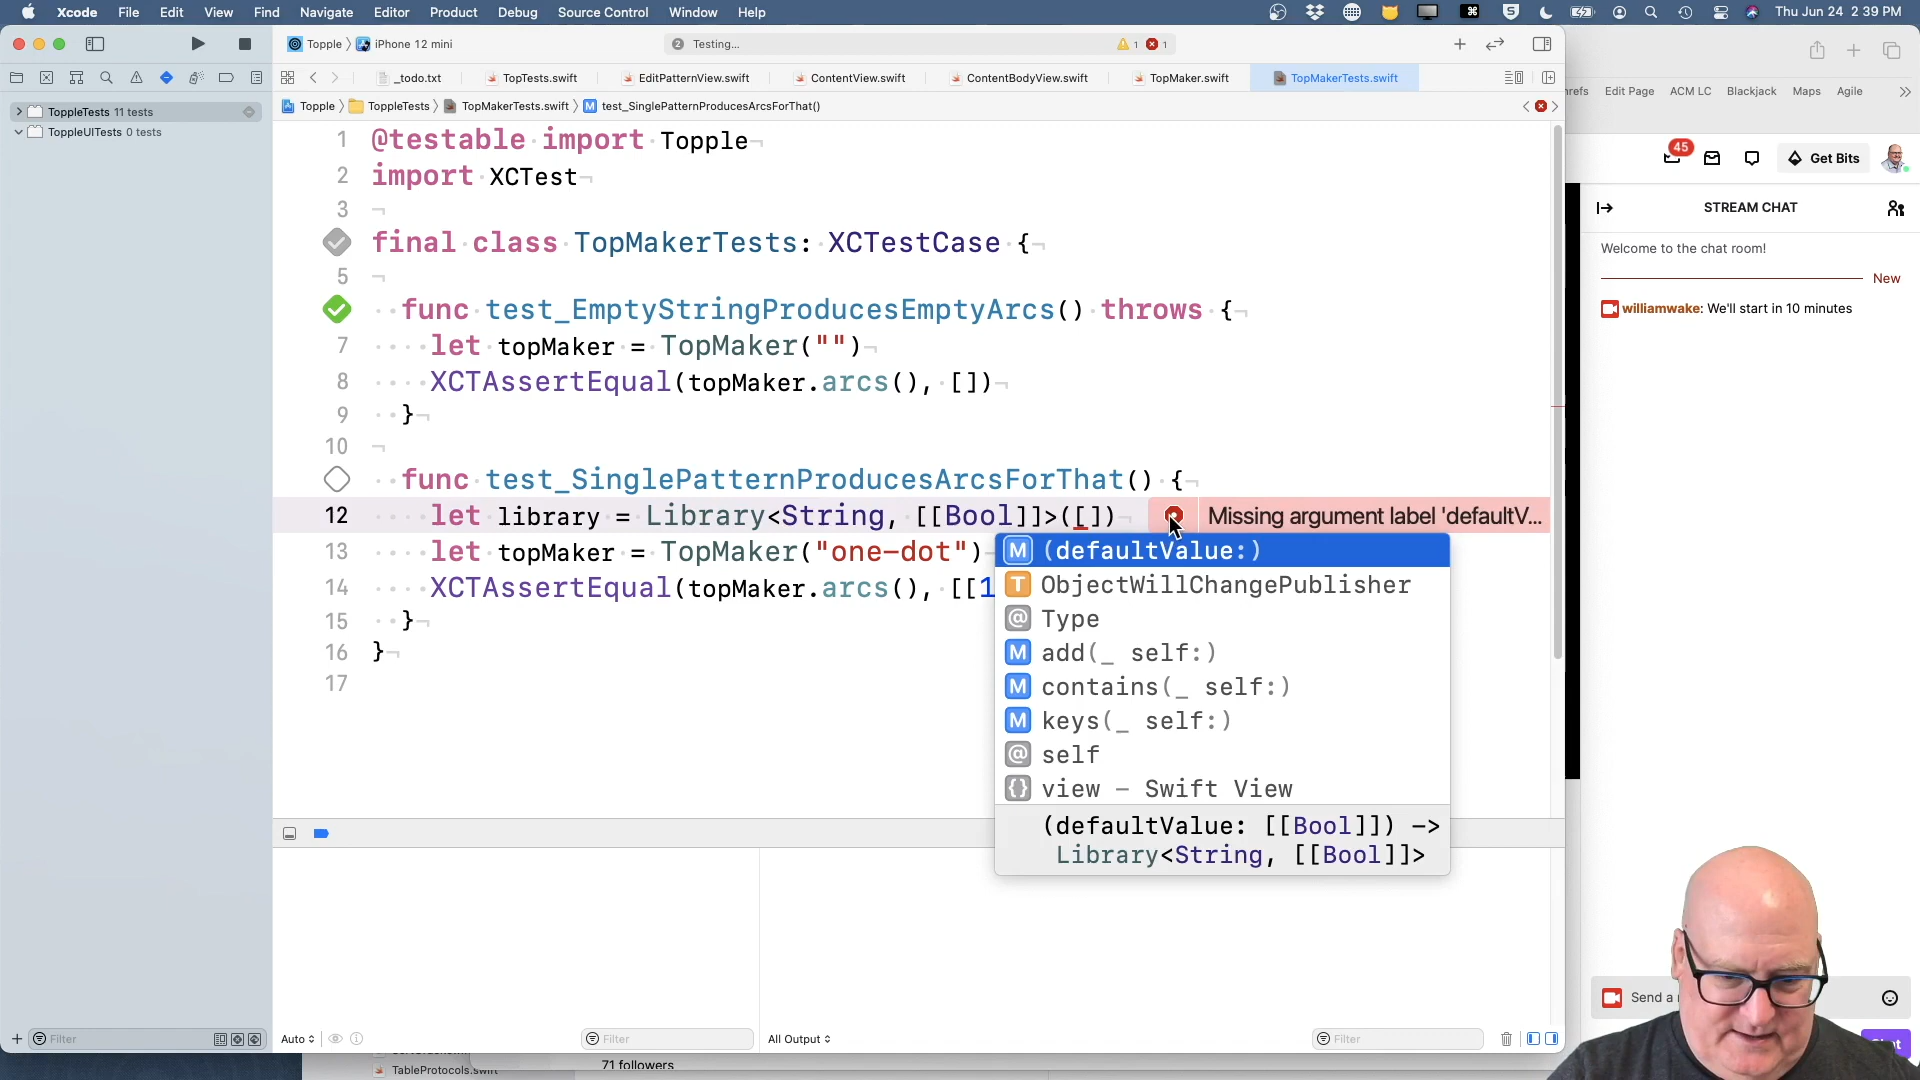 Xcode File Edit View Find Navigate Editor Product Debug Source Control Window Help Thu Jun 24 2:39 PM
Topple iPhone 12 mini 2 Testing... 1 1
_todo.txt TopTests.swift EditPatternView.swift ContentView.swift ContentBodyView.swift TopMaker.swift TopMakerTests.swift
Edit Page ACM LC Blackjack Maps Agile
Topple ToppleTests TopMakerTests.swift M test_SinglePatternProducesArcsForThat()
ToppleTests 11 tests
ToppleUITests 0 tests
1 @testable import Topple
2 import XCTest
3
final class TopMakerTests: XCTestCase {
5
func test_EmptyStringProducesEmptyArcs() throws {
7 let topMaker = TopMaker("")
8 XCTAssertEqual(topMaker.arcs(), [])
9 }
10
func test_SinglePatternProducesArcsForThat() {
12 let library = Library<String, [[Bool]]>([]) Missing argument label 'defaultV...
13 let topMaker = TopMaker("one-dot")
14 XCTAssertEqual(topMaker.arcs(), [[1
15 }
16 }
17
M (defaultValue:)
T ObjectWillChangePublisher
@ Type
M add(_ self:)
M contains(_ self:)
M keys(_ self:)
@ self
{} view – Swift View
(defaultValue: [[Bool]]) ->
Library<String, [[Bool]]>
45 Get Bits
STREAM CHAT
Welcome to the chat room!
New
williamwake: We'll start in 10 minutes
Send a
Filter Auto Filter All Output Filter
TableProtocols.swift 71 followers